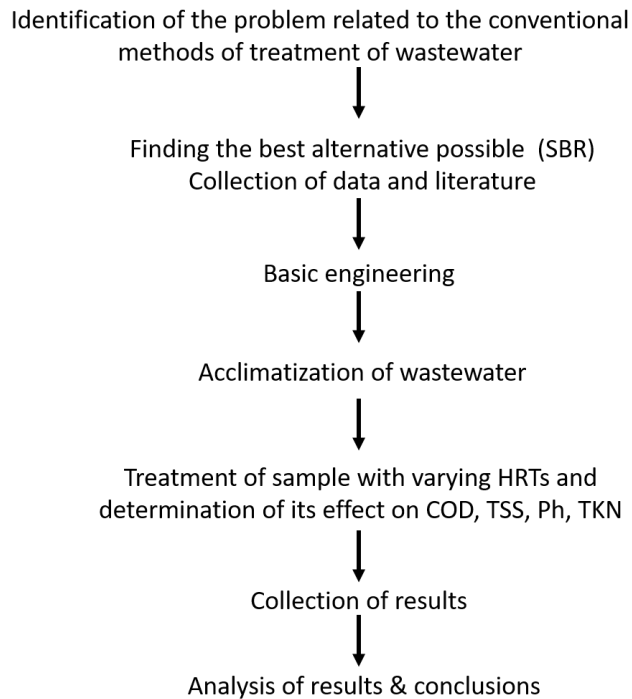 Identification of the problem related to the conventional
methods of treatment of wastewater
Finding the best alternative possible (SBR)
Collection of data and literature
Basic engineering
Acclimatization of wastewater
Treatment of sample with varying HRTs and
determination of its effect on COD, TSS, Ph, TKN
Collection of results
Analysis of results & conclusions